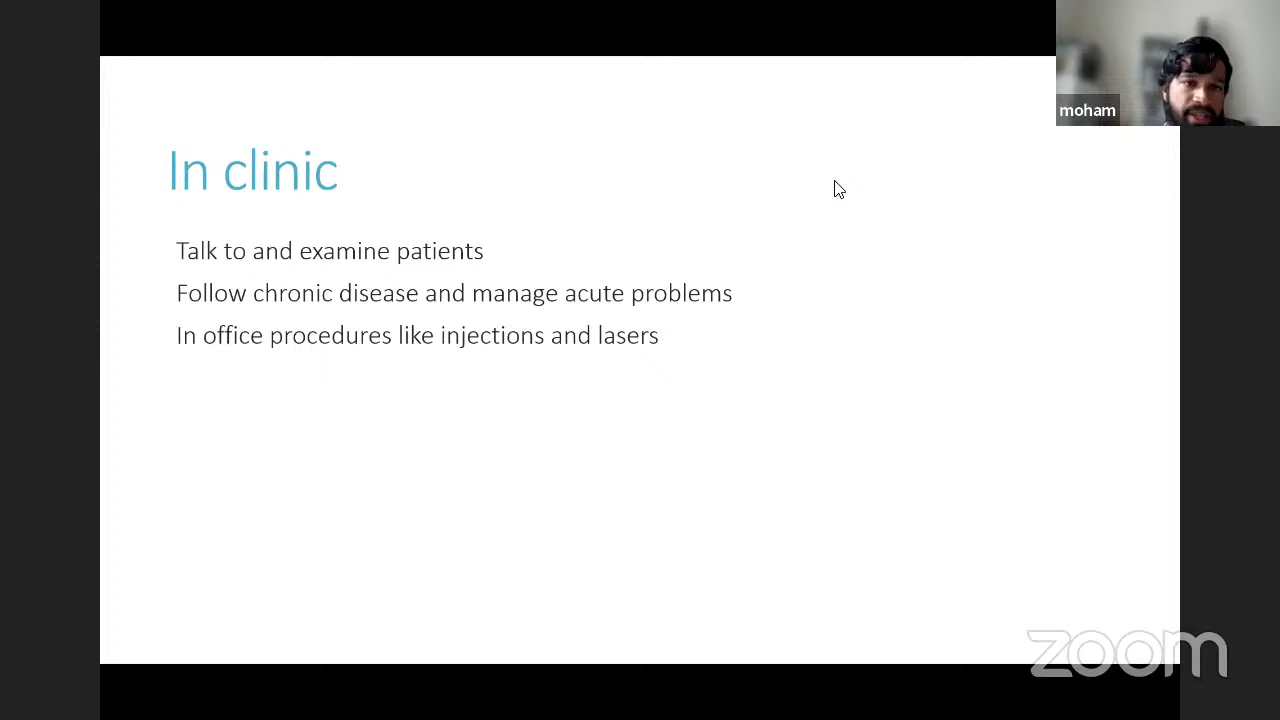 moham
In clinic
Talk to and examine patients
Follow chronic disease and manage acute problems
In office procedures like injections and lasers
zoom